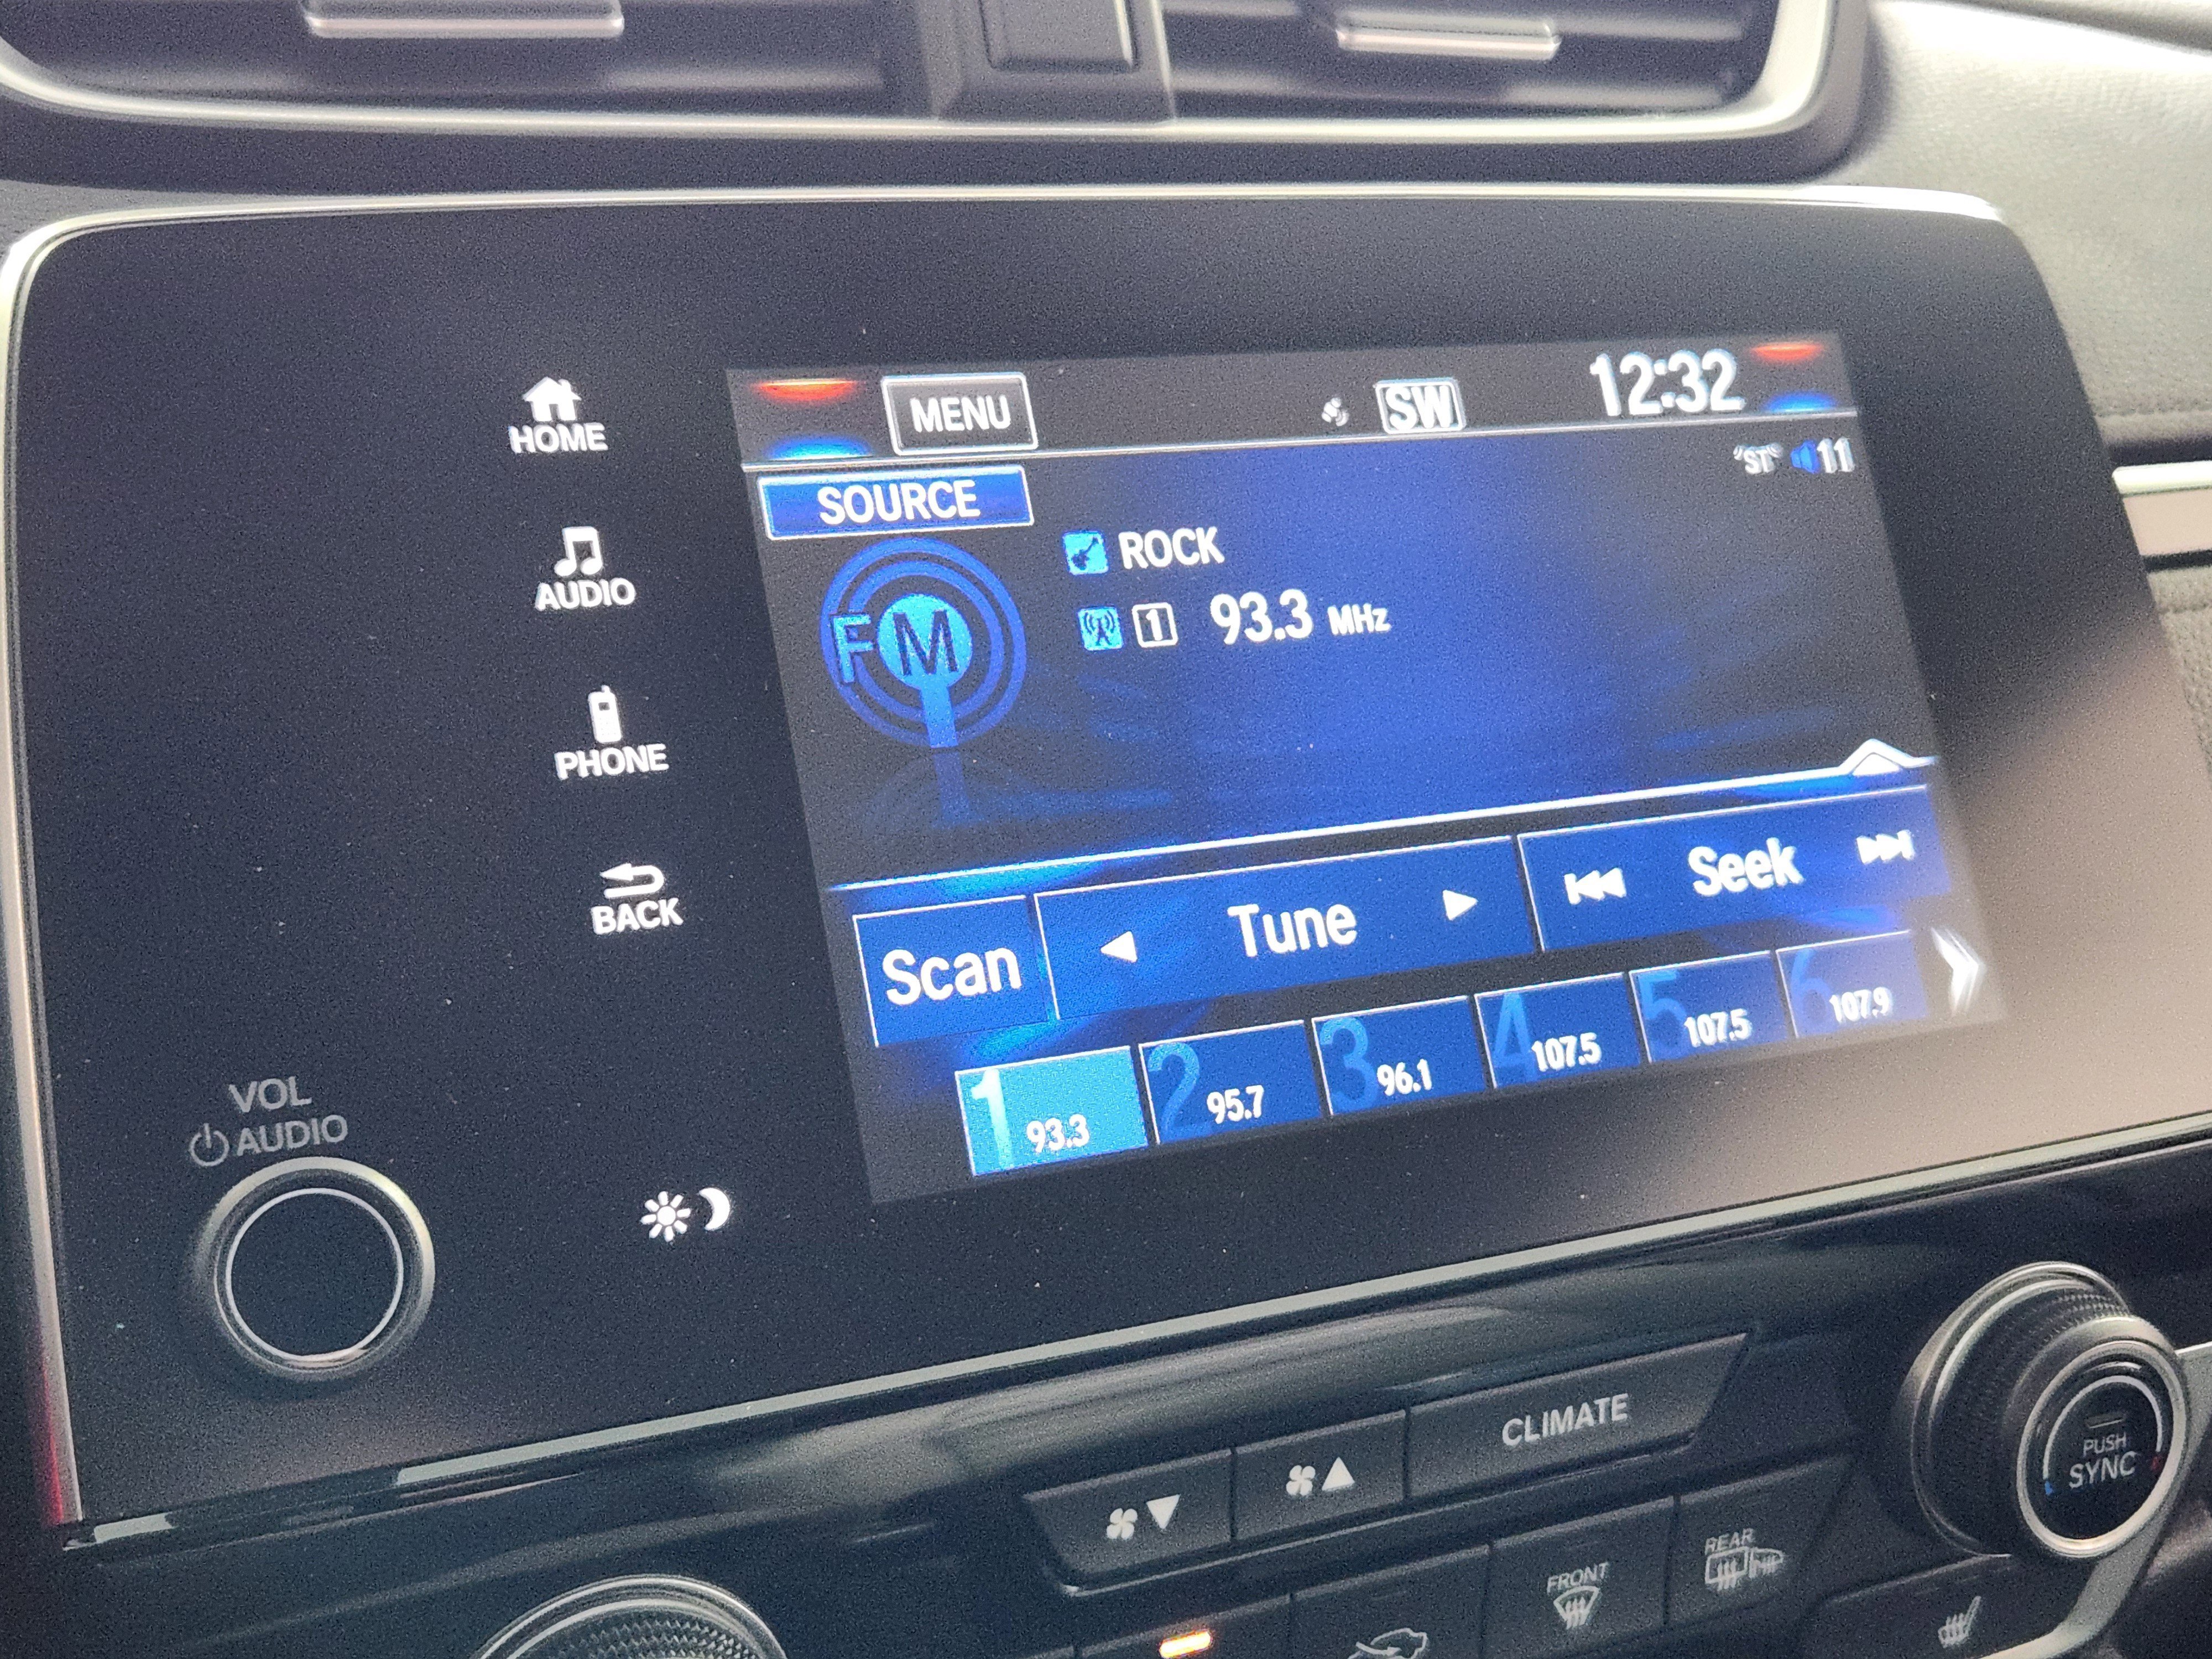 HOME
AUDIO
PHONE
BACK
MENU
SW
12:32
SOURCE
"ST"
11
ROCK
FM
1 93.3 MHz
Scan
Tune
Seek
1 93.3
2 95.7
3 96.1
4 107.5
5 107.5
6 107.9
VOL
AUDIO
CLIMATE
PUSH
SYNC
FRONT
REAR